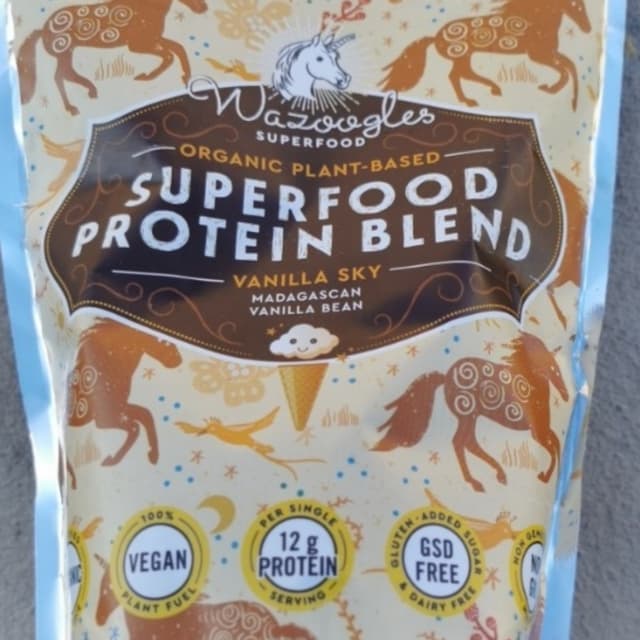 Wazoogles
SUPERFOOD
ORGANIC PLANT-BASED
SUPERFOOD
PROTEIN BLEND
VANILLA SKY
MADAGASCAN
VANILLA BEAN
100%
VEGAN
PLANT FUEL
PER SINGLE
12 g
PROTEIN
SERVING
GLUTEN-ADDED SUGAR
GSD
FREE
& DAIRY FREE